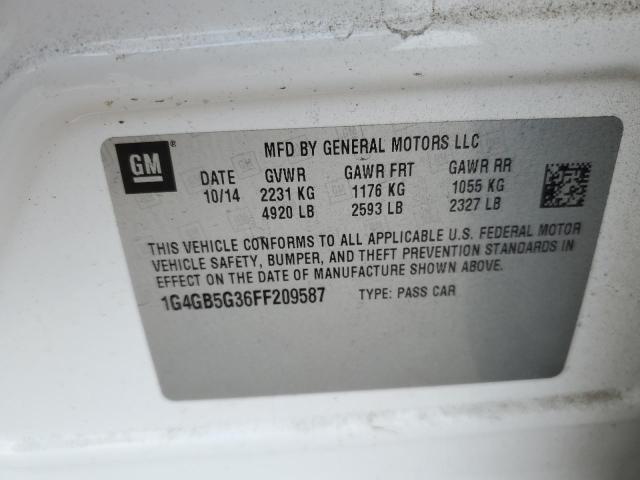 GM ® MFD BY GENERAL MOTORS LLC
DATE GVWR GAWR FRT GAWR RR
10/14 2231 KG 1176 KG 1055 KG
4920 LB 2593 LB 2327 LB
THIS VEHICLE CONFORMS TO ALL APPLICABLE U.S. FEDERAL MOTOR
VEHICLE SAFETY, BUMPER, AND THEFT PREVENTION STANDARDS IN
EFFECT ON THE DATE OF MANUFACTURE SHOWN ABOVE.
1G4GB5G36FF209587 TYPE: PASS CAR